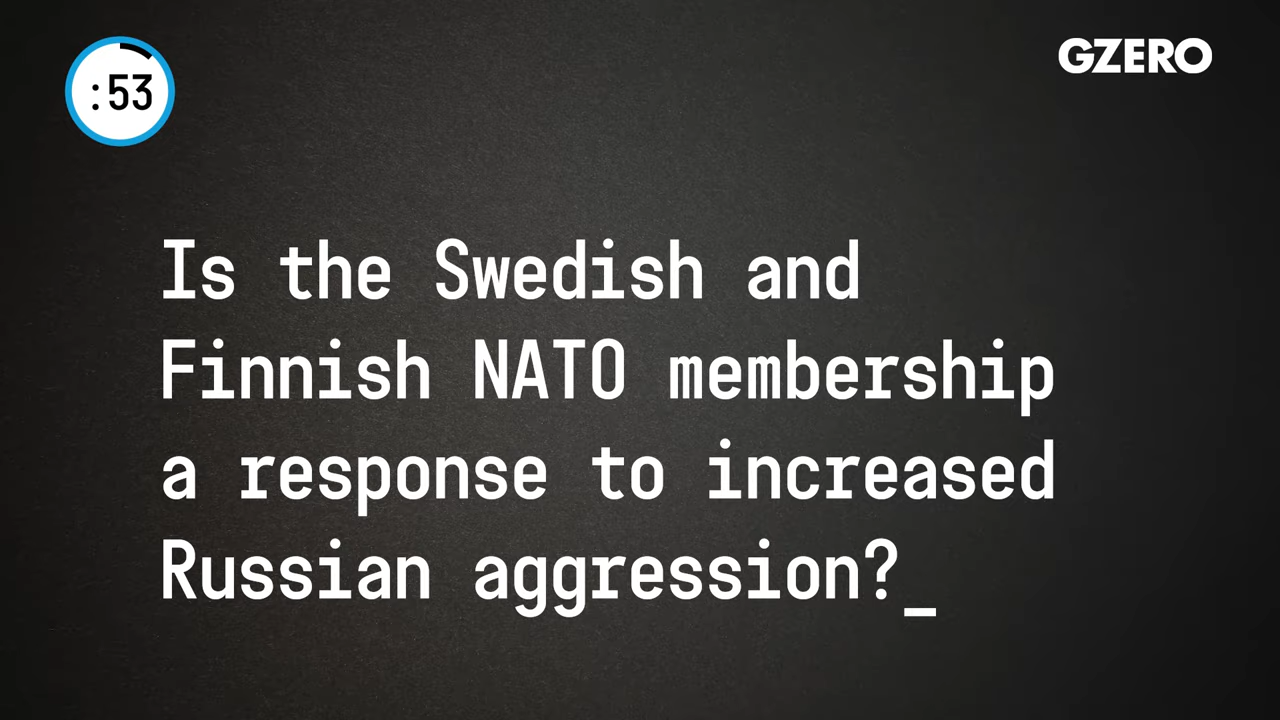 :53
GZERO
Is the Swedish and
Finnish NATO membership
a response to increased
Russian aggression?_